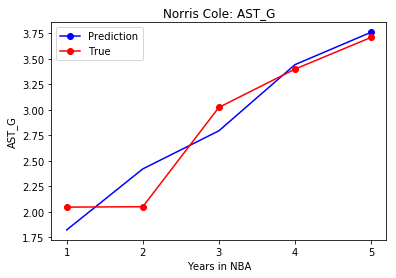 Norris Cole: AST_G
Prediction
True
AST_G
3.75
3.50
3.25
3.00
2.75
2.50
2.25
2.00
1.75
1 2 3 4 5
Years in NBA